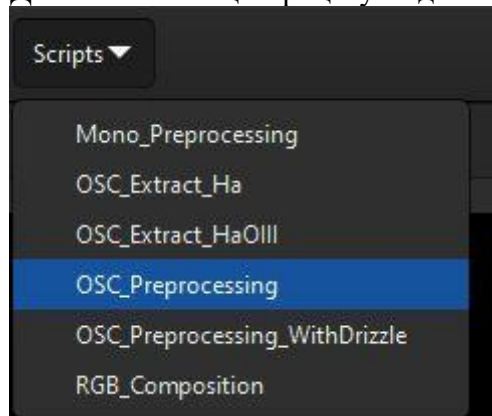 Scripts
Mono_Preprocessing
OSC_Extract_Ha
OSC_Extract_HaOIII
OSC_Preprocessing
OSC_Preprocessing_WithDrizzle
RGB_Composition